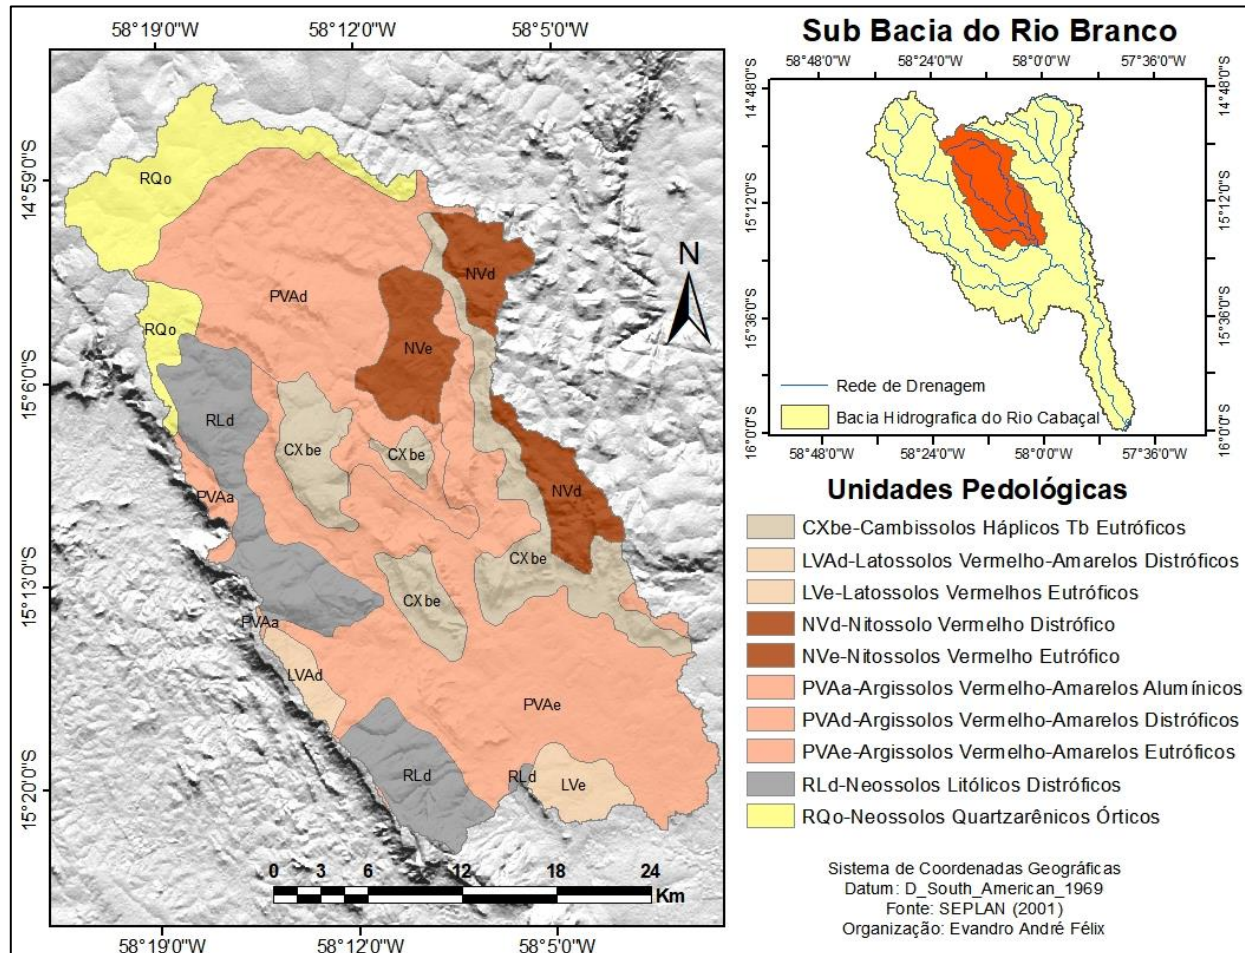 58°19'0"W 58°12'0"W 58°5'0"W
14°59'0"S
15°6'0"S
15°13'0"S
15°20'0"S
RQo
PVAd
NVd
NVe
RQo
RLd
CXbe
CXbe
NVd
PVAa
CXbe
CXbe
PVAa
LVAd
PVAe
RLd
RLd
LVe
N
0 3 6 12 18 24
Km
58°19'0"W 58°12'0"W 58°5'0"W
Sub Bacia do Rio Branco
58°48'0"W 58°24'0"W 58°0'0"W 57°36'0"W
14°48'0"S 14°48'0"S
15°12'0"S 15°12'0"S
15°36'0"S 15°36'0"S
16°0'0"S 16°0'0"S
Rede de Drenagem
Bacia Hidrografica do Rio Cabaçal
58°48'0"W 58°24'0"W 58°0'0"W 57°36'0"W
Unidades Pedológicas
CXbe-Cambissolos Háplicos Tb Eutróficos
LVAd-Latossolos Vermelho-Amarelos Distróficos
LVe-Latossolos Vermelhos Eutróficos
NVd-Nitossolo Vermelho Distrófico
NVe-Nitossolos Vermelho Eutrófico
PVAa-Argissolos Vermelho-Amarelos Alumínicos
PVAd-Argissolos Vermelho-Amarelos Distróficos
PVAe-Argissolos Vermelho-Amarelos Eutróficos
RLd-Neossolos Litólicos Distróficos
RQo-Neossolos Quartzarênicos Órticos
Sistema de Coordenadas Geográficas
Datum: D_South_American_1969
Fonte: SEPLAN (2001)
Organização: Evandro André Félix